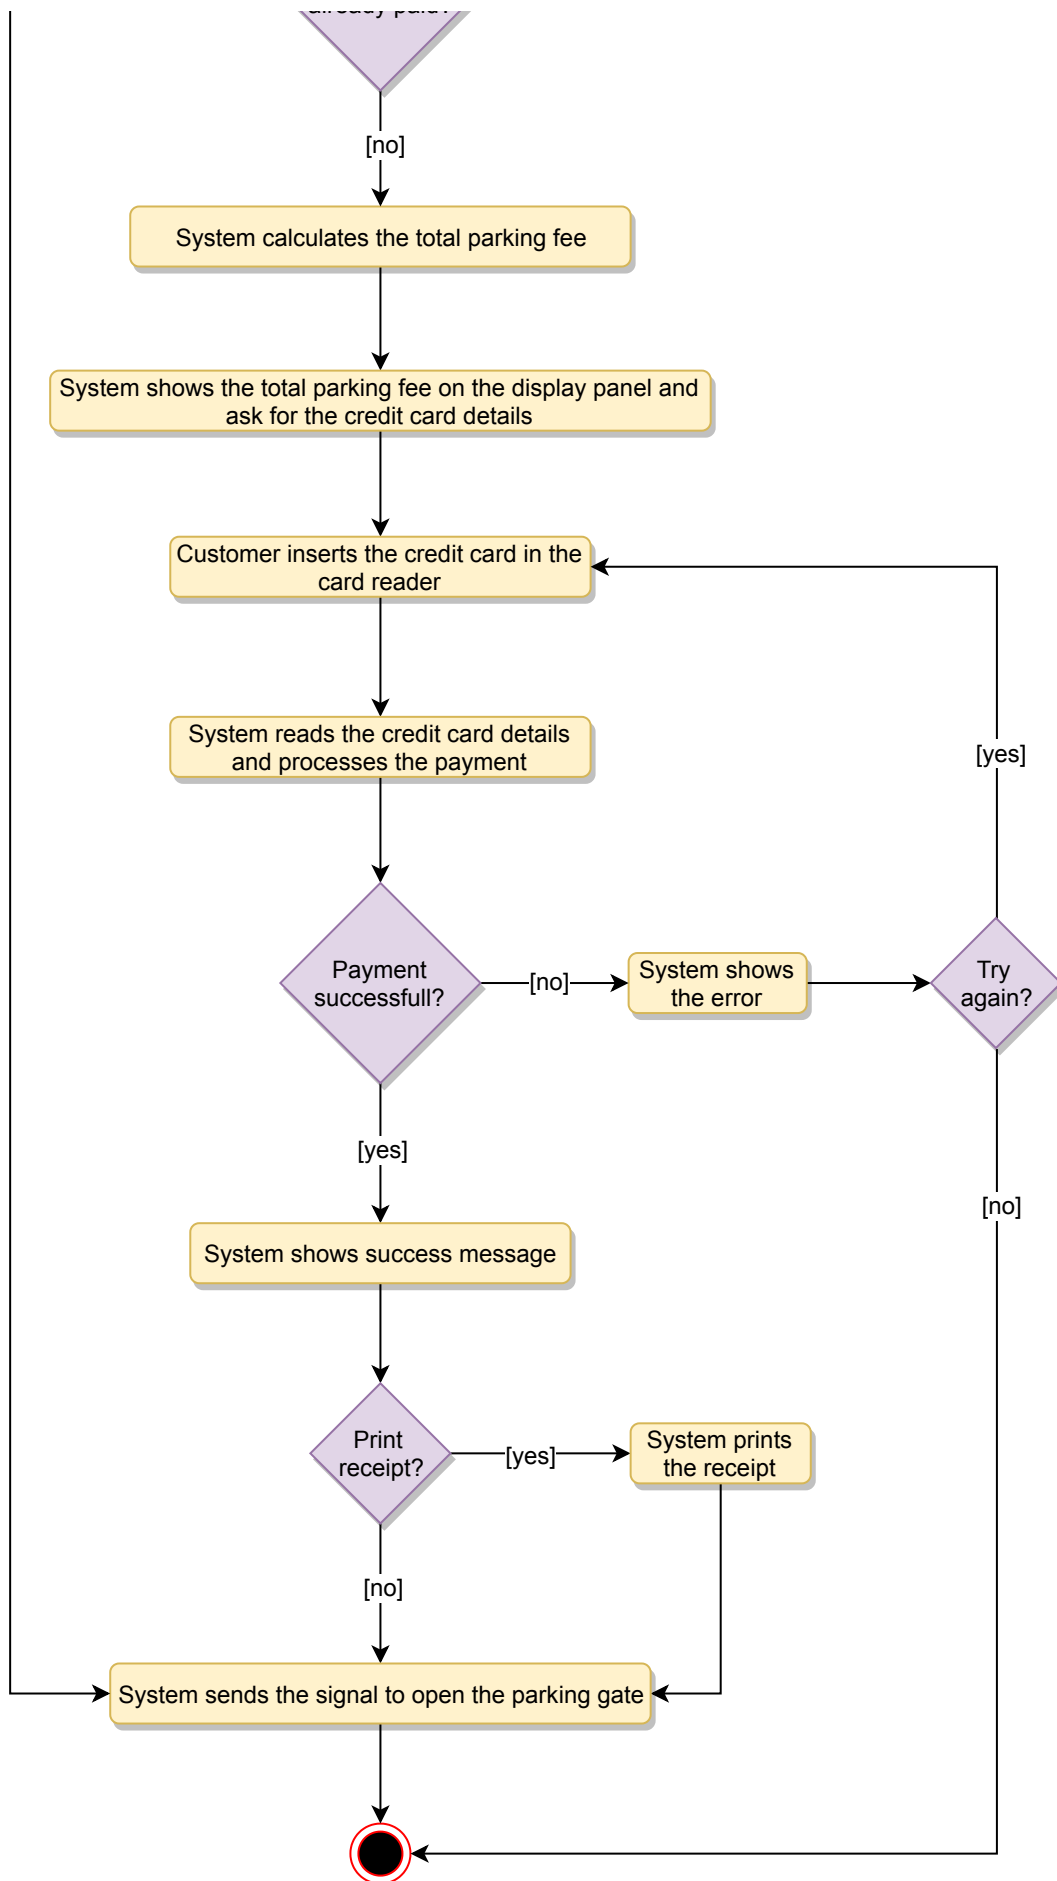 already paid?
[no]
System calculates the total parking fee
System shows the total parking fee on the display panel and
ask for the credit card details
Customer inserts the credit card in the
card reader
System reads the credit card details
and processes the payment
[yes]
Payment
successfull?
[no]
System shows
the error
Try
again?
[yes]
[no]
System shows success message
Print
receipt?
[yes]
System prints
the receipt
[no]
System sends the signal to open the parking gate